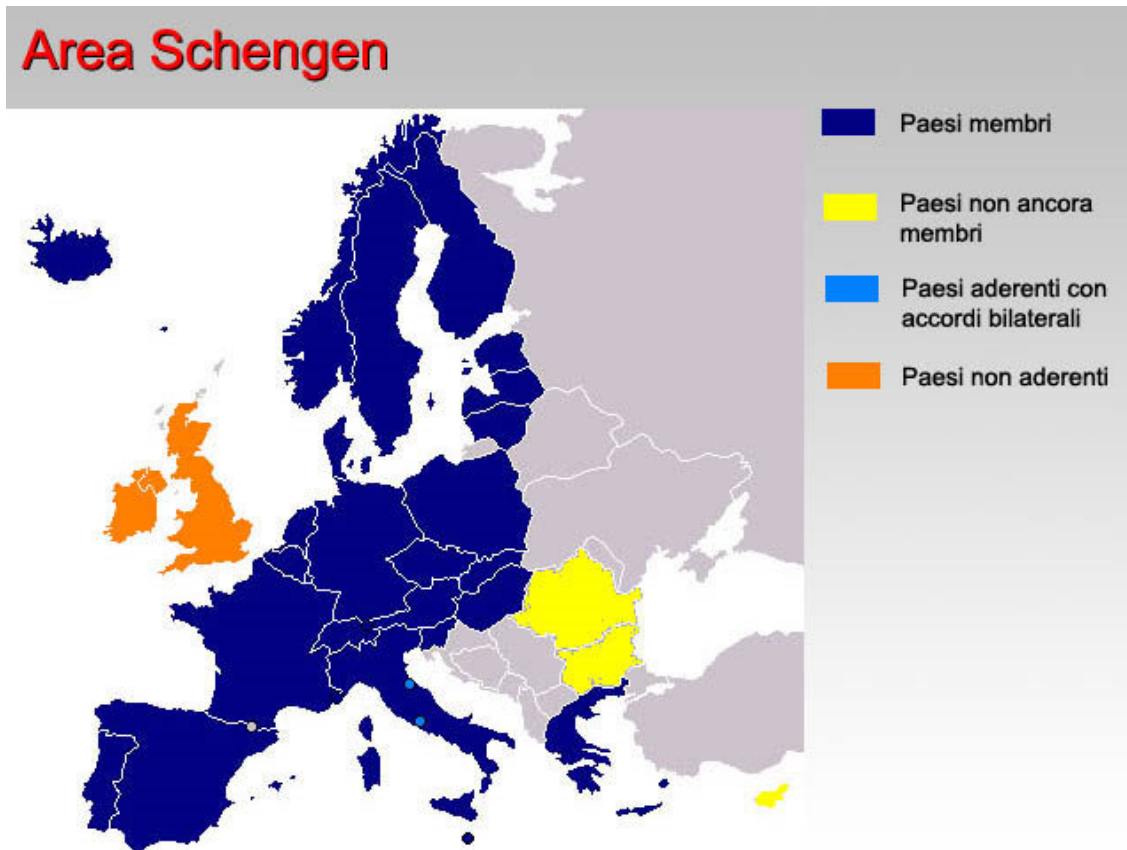 Area Schengen
Paesi membri
Paesi non ancora
membri
Paesi aderenti con
accordi bilaterali
Paesi non aderenti